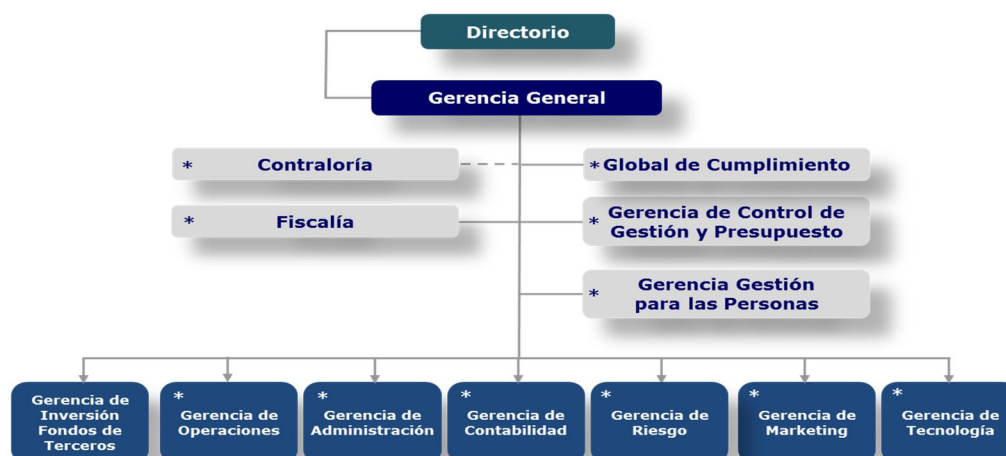 Directorio
Gerencia General
* Contraloría
* Global de Cumplimiento
* Fiscalía
* Gerencia de Control de
Gestión y Presupuesto
* Gerencia Gestión
para las Personas
Gerencia de
Inversión
Fondos de
Terceros
*
Gerencia de
Operaciones
*
Gerencia de
Administración
*
Gerencia de
Contabilidad
*
Gerencia de
Riesgo
*
Gerencia de
Marketing
*
Gerencia de
Tecnología